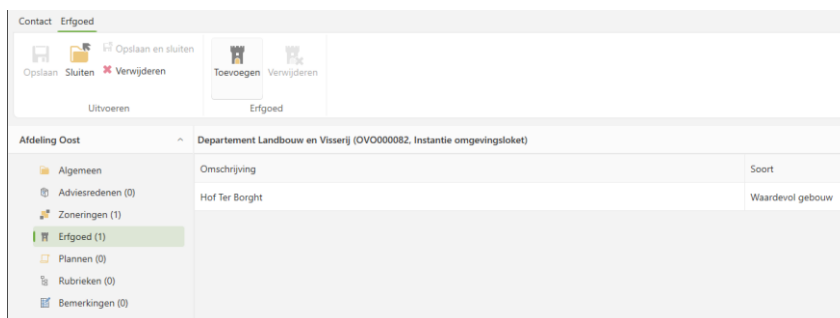 Contact Erfgoed
Opslaan en sluiten
Opslaan Sluiten Verwijderen
Toevoegen Verwijderen
Uitvoeren Erfgoed
Afdeling Oost
Departement Landbouw en Visserij (OVO000082, Instantie omgevingsloket)
Algemeen
Adviesredenen (0)
Zoneringen (1)
Erfgoed (1)
Plannen (0)
Rubrieken (0)
Bemerkingen (0)
Omschrijving Soort
Hof Ter Borght Waardevol gebouw